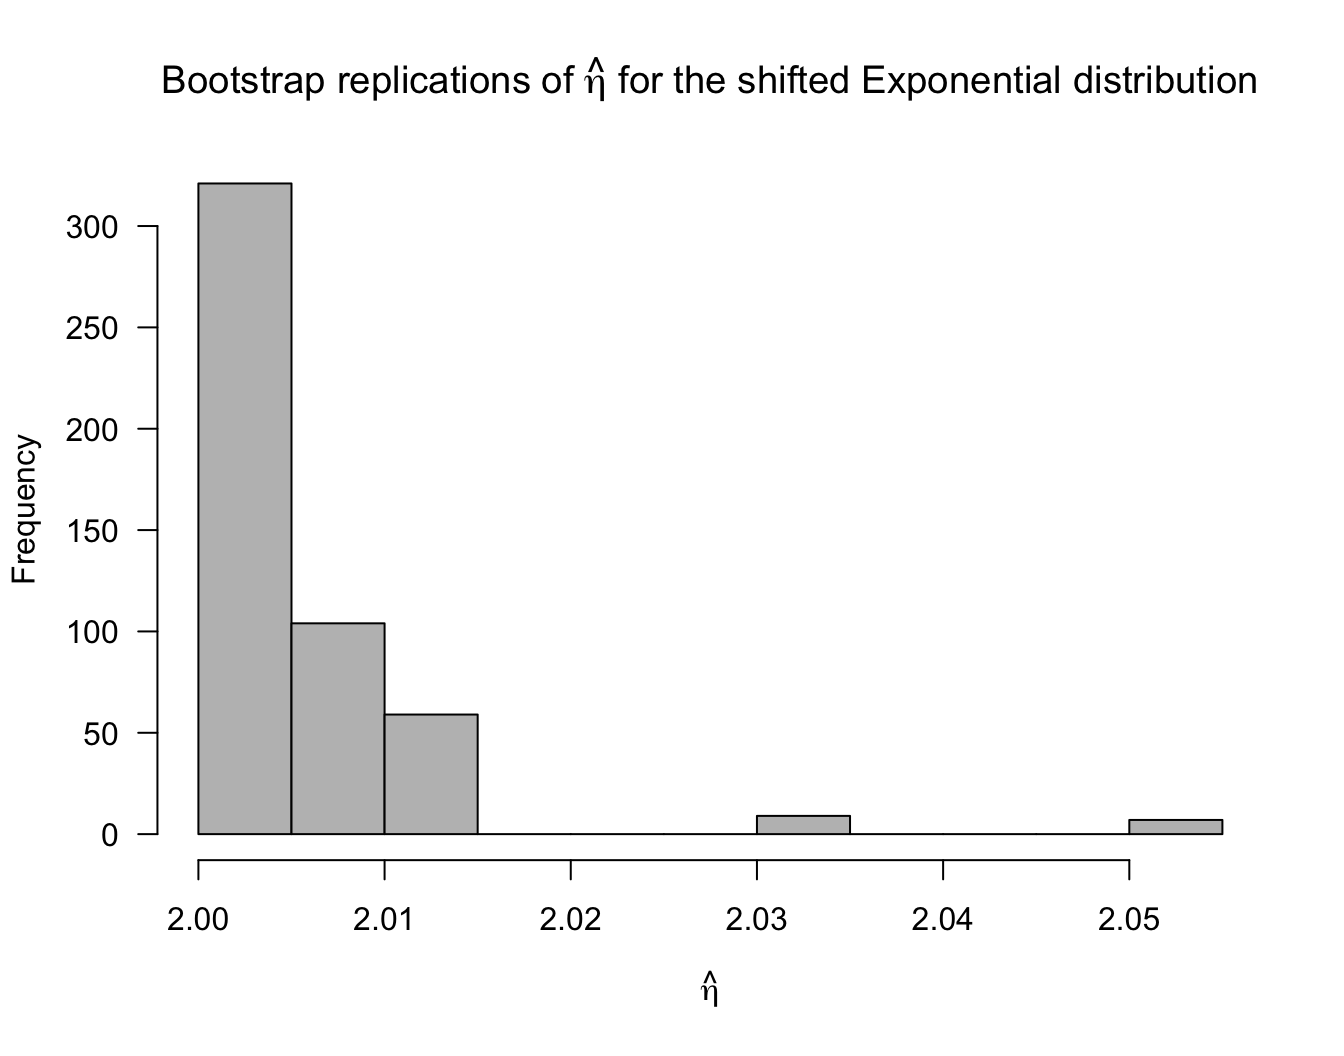 Bootstrap replications of η̂ for the shifted Exponential distribution
Frequency
300
250
200
150
100
50
0
2.00 2.01 2.02 2.03 2.04 2.05
η̂